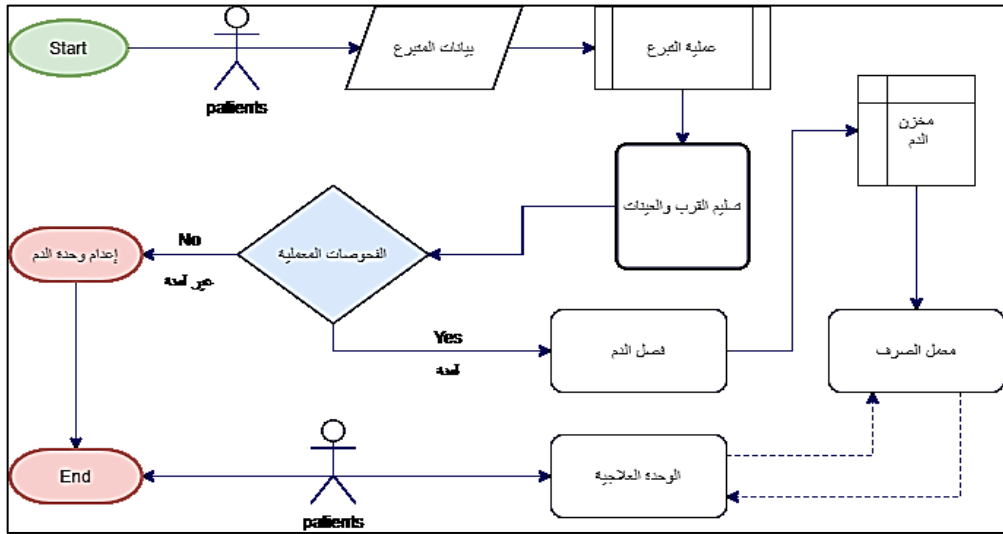 Start
patients
بيانات المتبرع
عملية التبرع
مخزن
الدم
تسليم القرب والعينات
الفحوصات المعملية
No
غير آمنة
إعدام وحدة الدم
Yes
آمنة
فصل الدم
معمل الصرف
End
patients
الوحدة العلاجية